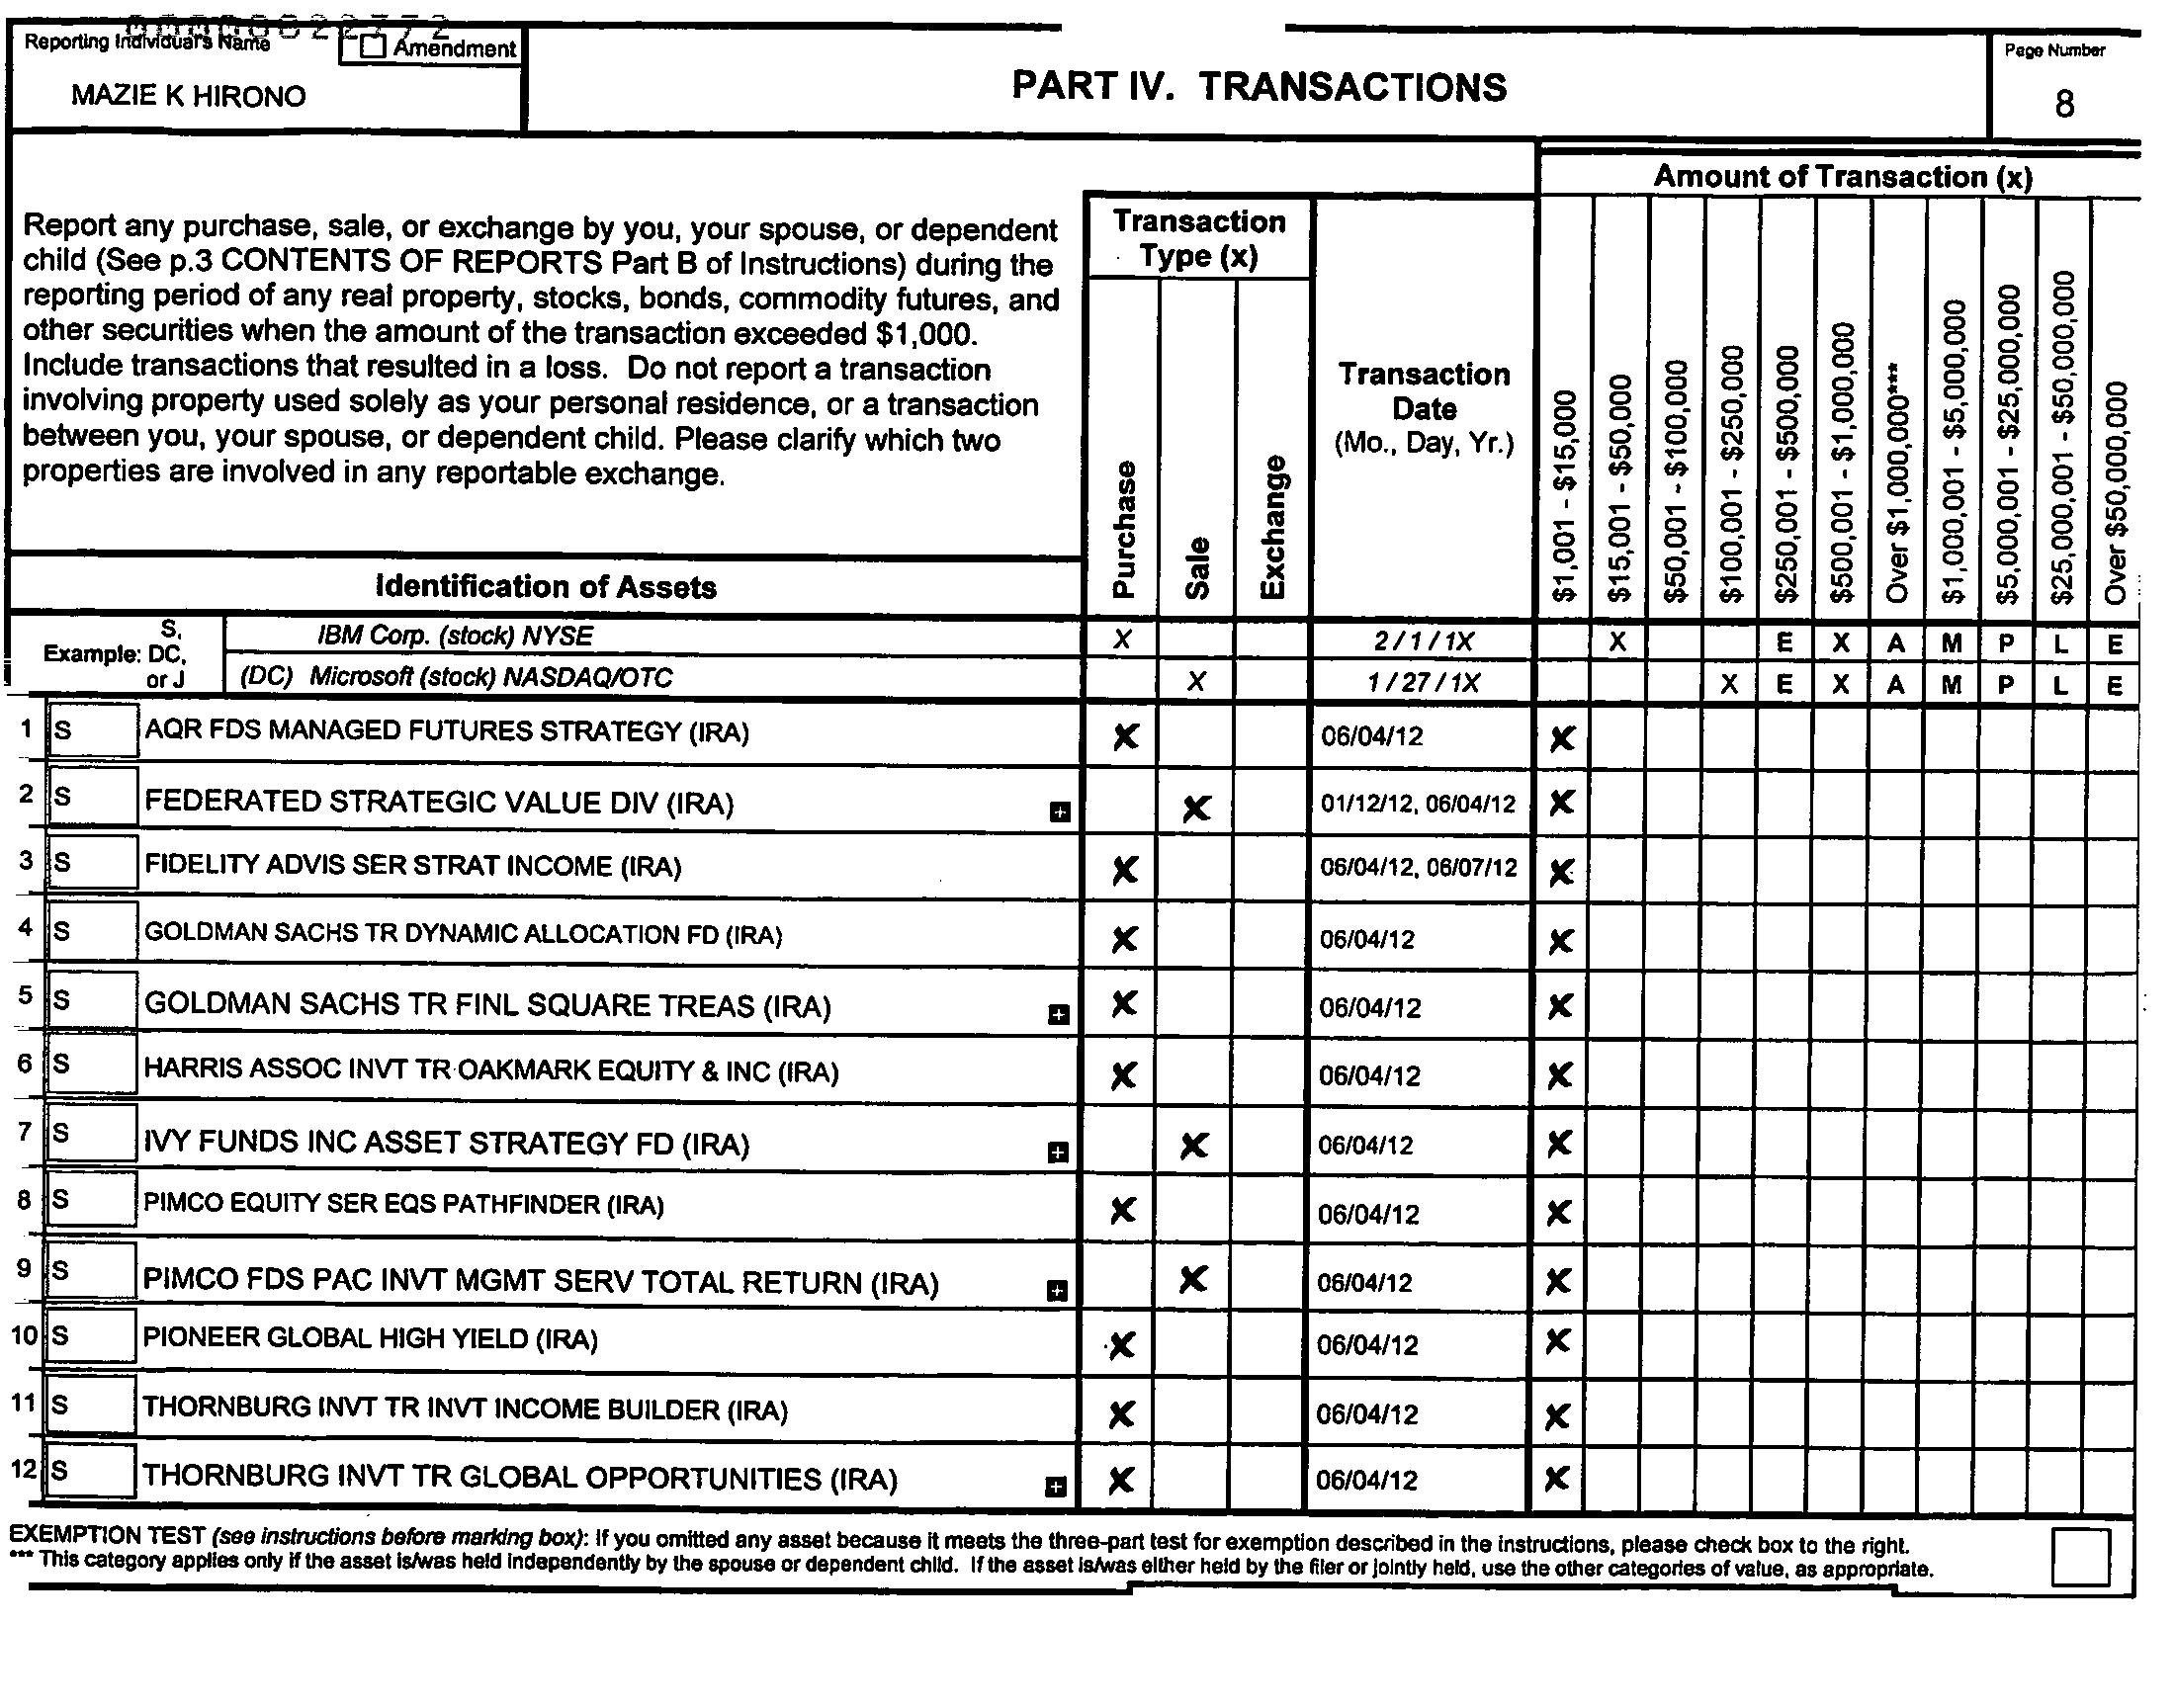 00000022772
Reporting Individual's Name
Amendment
MAZIE K HIRONO
PART IV. TRANSACTIONS
Page Number
8
Report any purchase, sale, or exchange by you, your spouse, or dependent
child (See p.3 CONTENTS OF REPORTS Part B of Instructions) during the
reporting period of any real property, stocks, bonds, commodity futures, and
other securities when the amount of the transaction exceeded $1,000.
Include transactions that resulted in a loss. Do not report a transaction
involving property used solely as your personal residence, or a transaction
between you, your spouse, or dependent child. Please clarify which two
properties are involved in any reportable exchange.
Identification of Assets
Transaction
Type (x)
Purchase
Sale
Exchange
Transaction
Date
(Mo., Day, Yr.)
Amount of Transaction (x)
$1,001 - $15,000
$15,001 - $50,000
$50,001 - $100,000
$100,001 - $250,000
$250,001 - $500,000
$500,001 - $1,000,000
Over $1,000,000***
$1,000,001 - $5,000,000
$5,000,001 - $25,000,000
$25,000,001 - $50,000,000
Over $50,000,000
Example: S,
DC,
or J
IBM Corp. (stock) NYSE X 2 / 1 / 1X X E X A M P L E
(DC) Microsoft (stock) NASDAQ/OTC X 1 / 27 / 1X X E X A M P L E
1 S AQR FDS MANAGED FUTURES STRATEGY (IRA) X 06/04/12 X
2 S FEDERATED STRATEGIC VALUE DIV (IRA) + X 01/12/12, 06/04/12 X
3 S FIDELITY ADVIS SER STRAT INCOME (IRA) X 06/04/12, 06/07/12 X
4 S GOLDMAN SACHS TR DYNAMIC ALLOCATION FD (IRA) X 06/04/12 X
5 S GOLDMAN SACHS TR FINL SQUARE TREAS (IRA) + X 06/04/12 X
6 S HARRIS ASSOC INVT TR OAKMARK EQUITY & INC (IRA) X 06/04/12 X
7 S IVY FUNDS INC ASSET STRATEGY FD (IRA) + X 06/04/12 X
8 S PIMCO EQUITY SER EQS PATHFINDER (IRA) X 06/04/12 X
9 S PIMCO FDS PAC INVT MGMT SERV TOTAL RETURN (IRA) + X 06/04/12 X
10 S PIONEER GLOBAL HIGH YIELD (IRA) X 06/04/12 X
11 S THORNBURG INVT TR INVT INCOME BUILDER (IRA) X 06/04/12 X
12 S THORNBURG INVT TR GLOBAL OPPORTUNITIES (IRA) + X 06/04/12 X
EXEMPTION TEST (see instructions before marking box): If you omitted any asset because it meets the three-part test for exemption described in the instructions, please check box to the right.
*** This category applies only if the asset is/was held independently by the spouse or dependent child. If the asset is/was either held by the filer or jointly held, use the other categories of value, as appropriate.